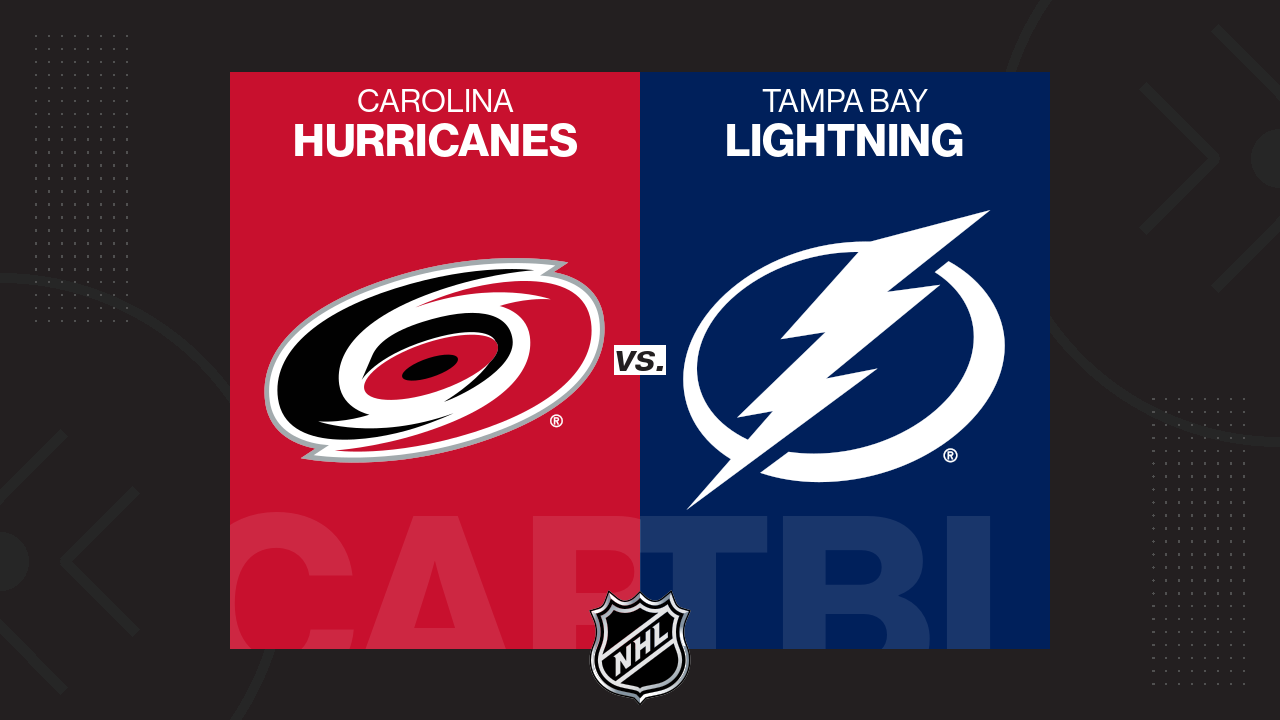 CAROLINA
HURRICANES
TAMPA BAY
LIGHTNING
vs.
®
®
CAR
TBL
NHL